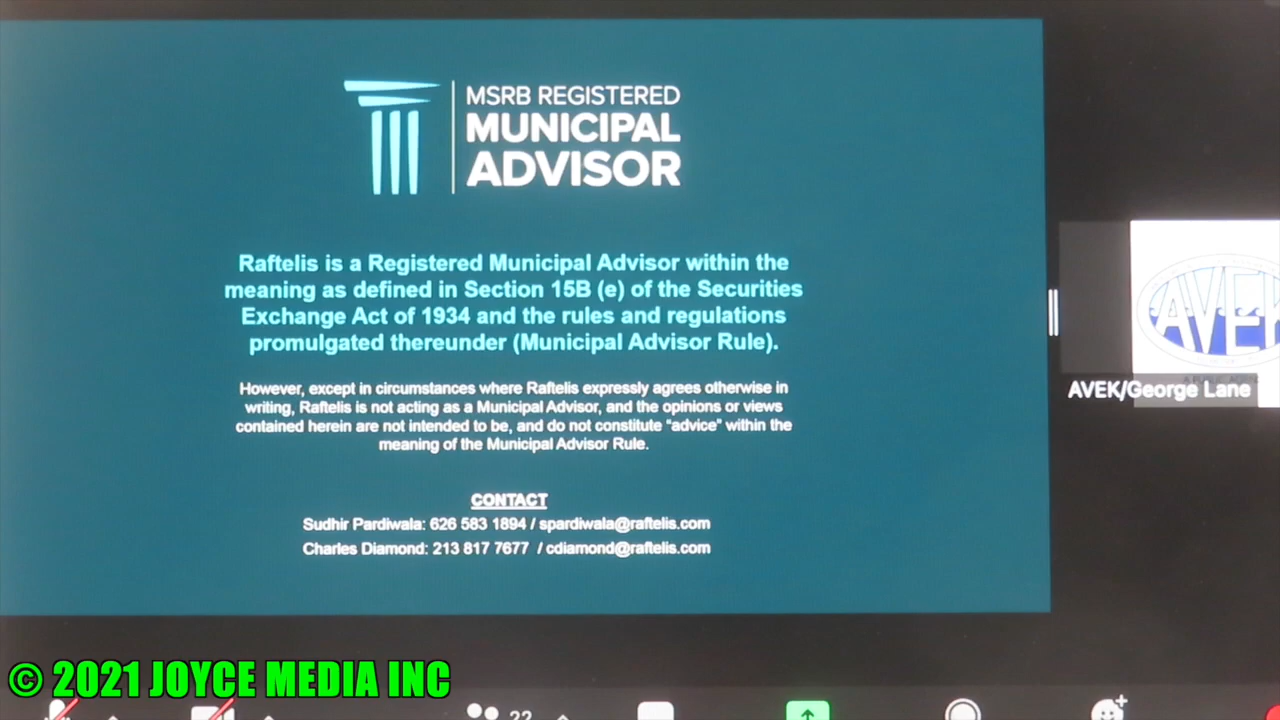 MSRB REGISTERED
MUNICIPAL
ADVISOR
Raftelis is a Registered Municipal Advisor within the
meaning as defined in Section 15B (e) of the Securities
Exchange Act of 1934 and the rules and regulations
promulgated thereunder (Municipal Advisor Rule).
However, except in circumstances where Raftelis expressly agrees otherwise in
writing, Raftelis is not acting as a Municipal Advisor, and the opinions or views
contained herein are not intended to be, and do not constitute “advice” within the
meaning of the Municipal Advisor Rule.
CONTACT
Sudhir Pardiwala: 626 583 1894 / spardiwala@raftelis.com
Charles Diamond: 213 817 7677 / cdiamond@raftelis.com
AVEK
AVEK/George Lane
© 2021 JOYCE MEDIA INC
22